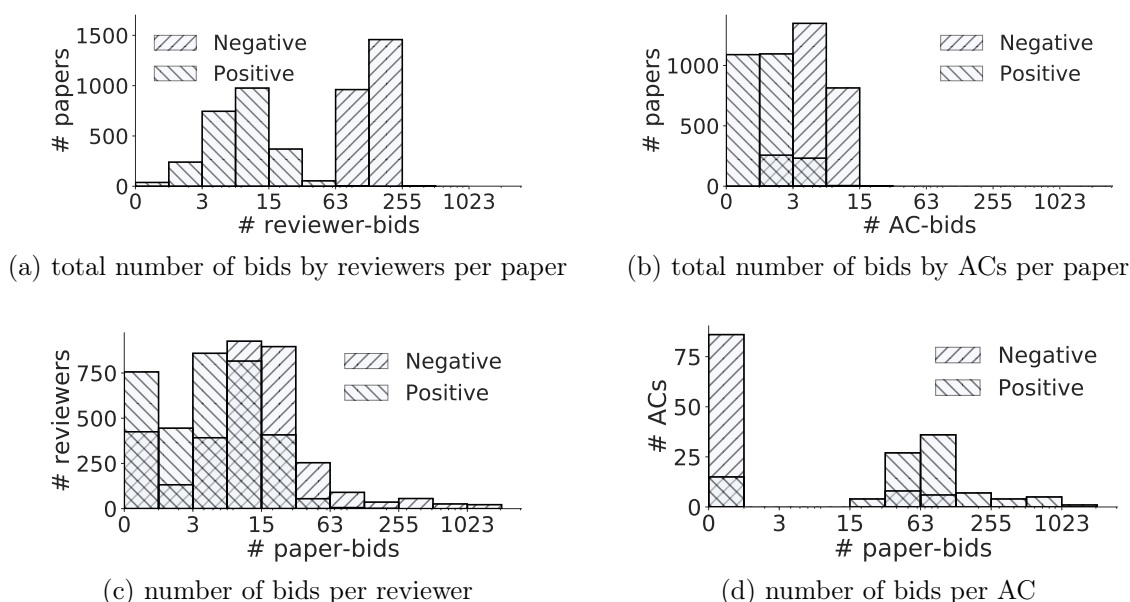 # papers
1500
1000
500
0
Negative
Positive
0 3 15 63 255 1023
# reviewer-bids
(a) total number of bids by reviewers per paper
# papers
1000
500
0
Negative
Positive
0 3 15 63 255 1023
# AC-bids
(b) total number of bids by ACs per paper
# reviewers
750
500
250
0
Negative
Positive
0 3 15 63 255 1023
# paper-bids
(c) number of bids per reviewer
# ACs
75
50
25
0
Negative
Positive
0 3 15 63 255 1023
# paper-bids
(d) number of bids per AC